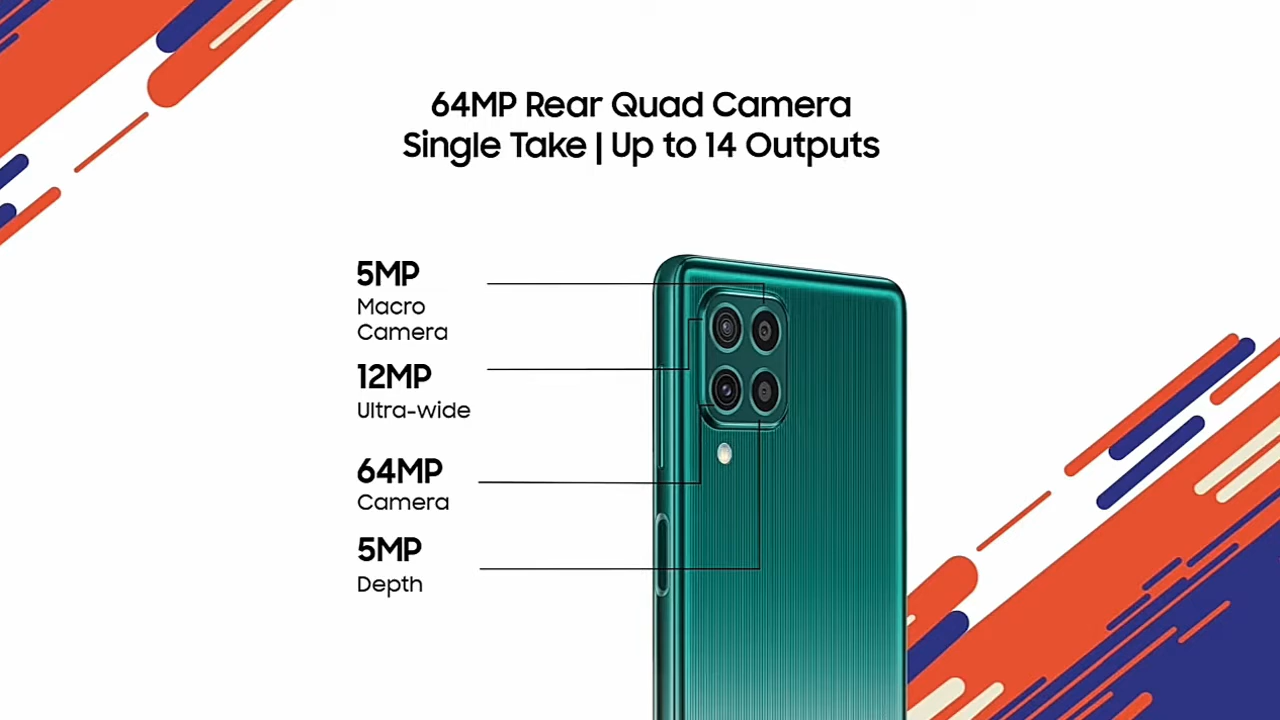 64MP Rear Quad Camera
Single Take | Up to 14 Outputs
5MP
Macro
Camera
12MP
Ultra-wide
64MP
Camera
5MP
Depth